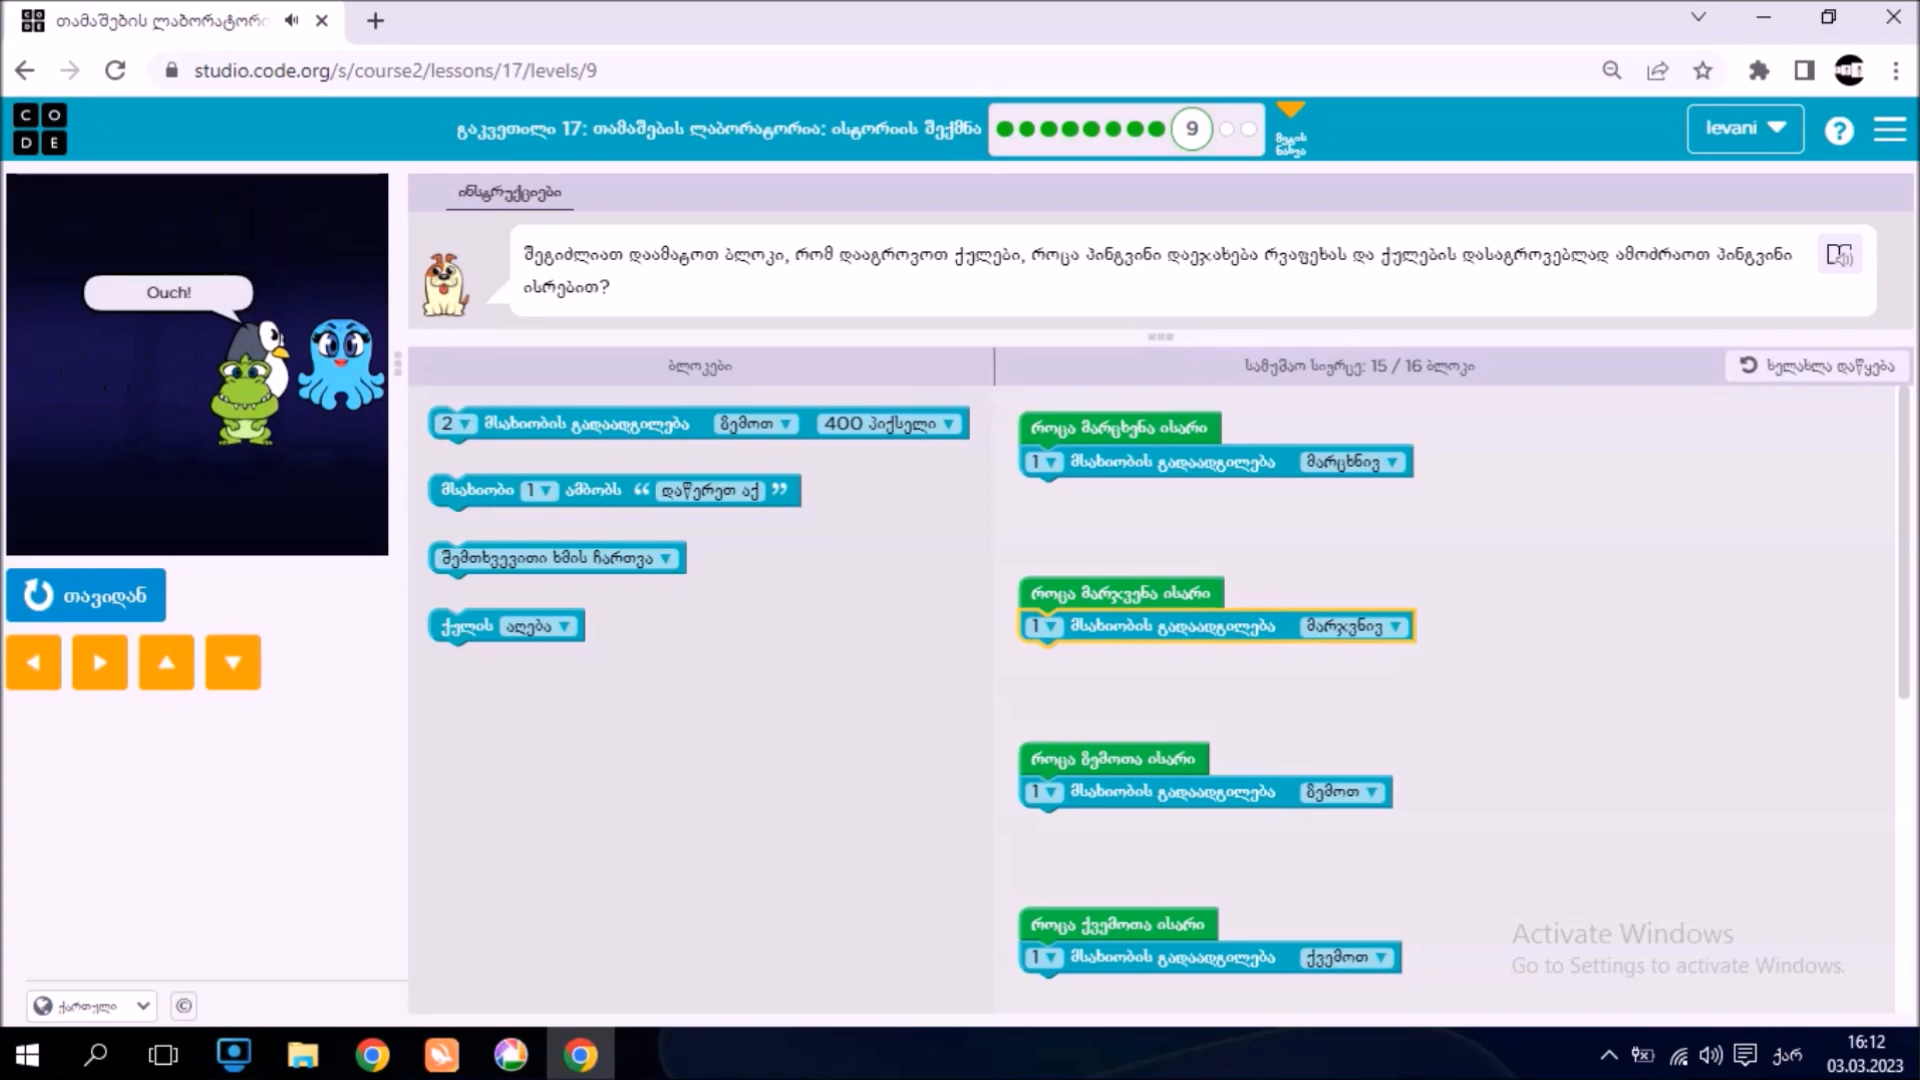 თამაშების ლაბორატორი
studio.code.org/s/course2/lessons/17/levels/9
C O
D E
გაკვეთილი 17: თამაშების ლაბორატორია: ისტორიის შექმნა
9
მეტის
ნახვა
levani
?
ინსტრუქციები
შეგიძლიათ დაამატოთ ბლოკი, რომ დააგროვოთ ქულები, როცა პინგვინი დაეჯახება რვაფეხას და ქულების დასაგროვებლად ამოძრაოთ პინგვინი
ისრებით?
Ouch!
ბლოკები
სამუშაო სივრცე: 15 / 16 ბლოკი
ხელახლა დაწყება
2 მსახიობის გადაადგილება ზემოთ 400 პიქსელი
მსახიობი 1 ამბობს “ დაწერეთ აქ ”
შემთხვევითი ხმის ჩართვა
ქულის აღება
როცა მარცხენა ისარი
1 მსახიობის გადაადგილება მარცხნივ
როცა მარჯვენა ისარი
1 მსახიობის გადაადგილება მარჯვნივ
როცა ზემოთა ისარი
1 მსახიობის გადაადგილება ზემოთ
როცა ქვემოთა ისარი
1 მსახიობის გადაადგილება ქვემოთ
თავიდან
Activate Windows
Go to Settings to activate Windows.
ქართული
©
ქარ
16:12
03.03.2023